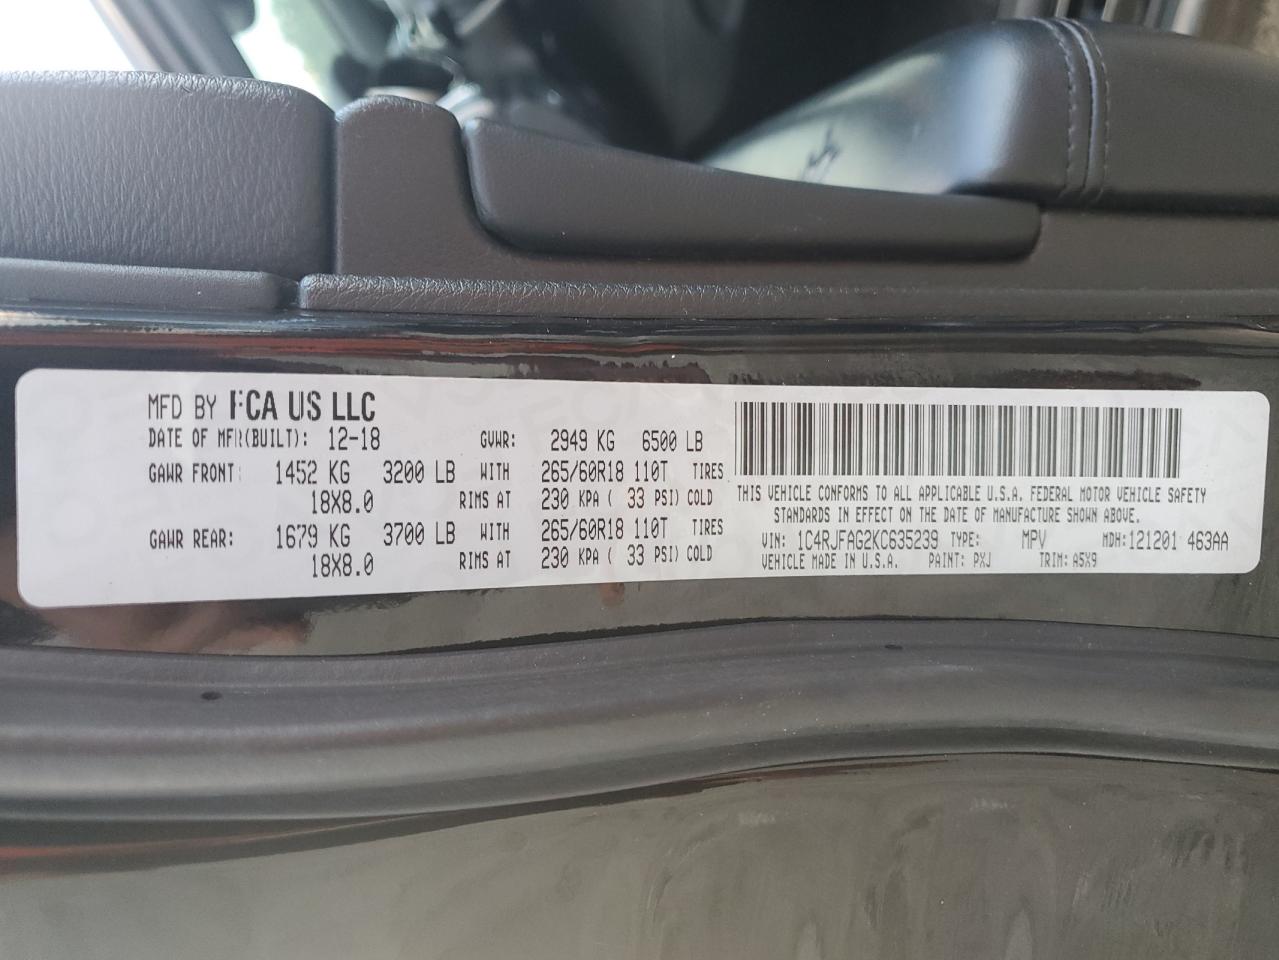 MFD BY FCA US LLC
DATE OF MFR(BUILT): 12-18 GVWR: 2949 KG 6500 LB
GAWR FRONT: 1452 KG 3200 LB WITH 265/60R18 110T TIRES
18X8.0 RIMS AT 230 KPA ( 33 PSI) COLD
GAWR REAR: 1679 KG 3700 LB WITH 265/60R18 110T TIRES
18X8.0 RIMS AT 230 KPA ( 33 PSI) COLD
THIS VEHICLE CONFORMS TO ALL APPLICABLE U.S.A. FEDERAL MOTOR VEHICLE SAFETY
STANDARDS IN EFFECT ON THE DATE OF MANUFACTURE SHOWN ABOVE.
VIN: 1C4RJFAG2KC635239 TYPE: MPV MDH:121201 463AA
VEHICLE MADE IN U.S.A. PAINT: PXJ TRIM: A5X9